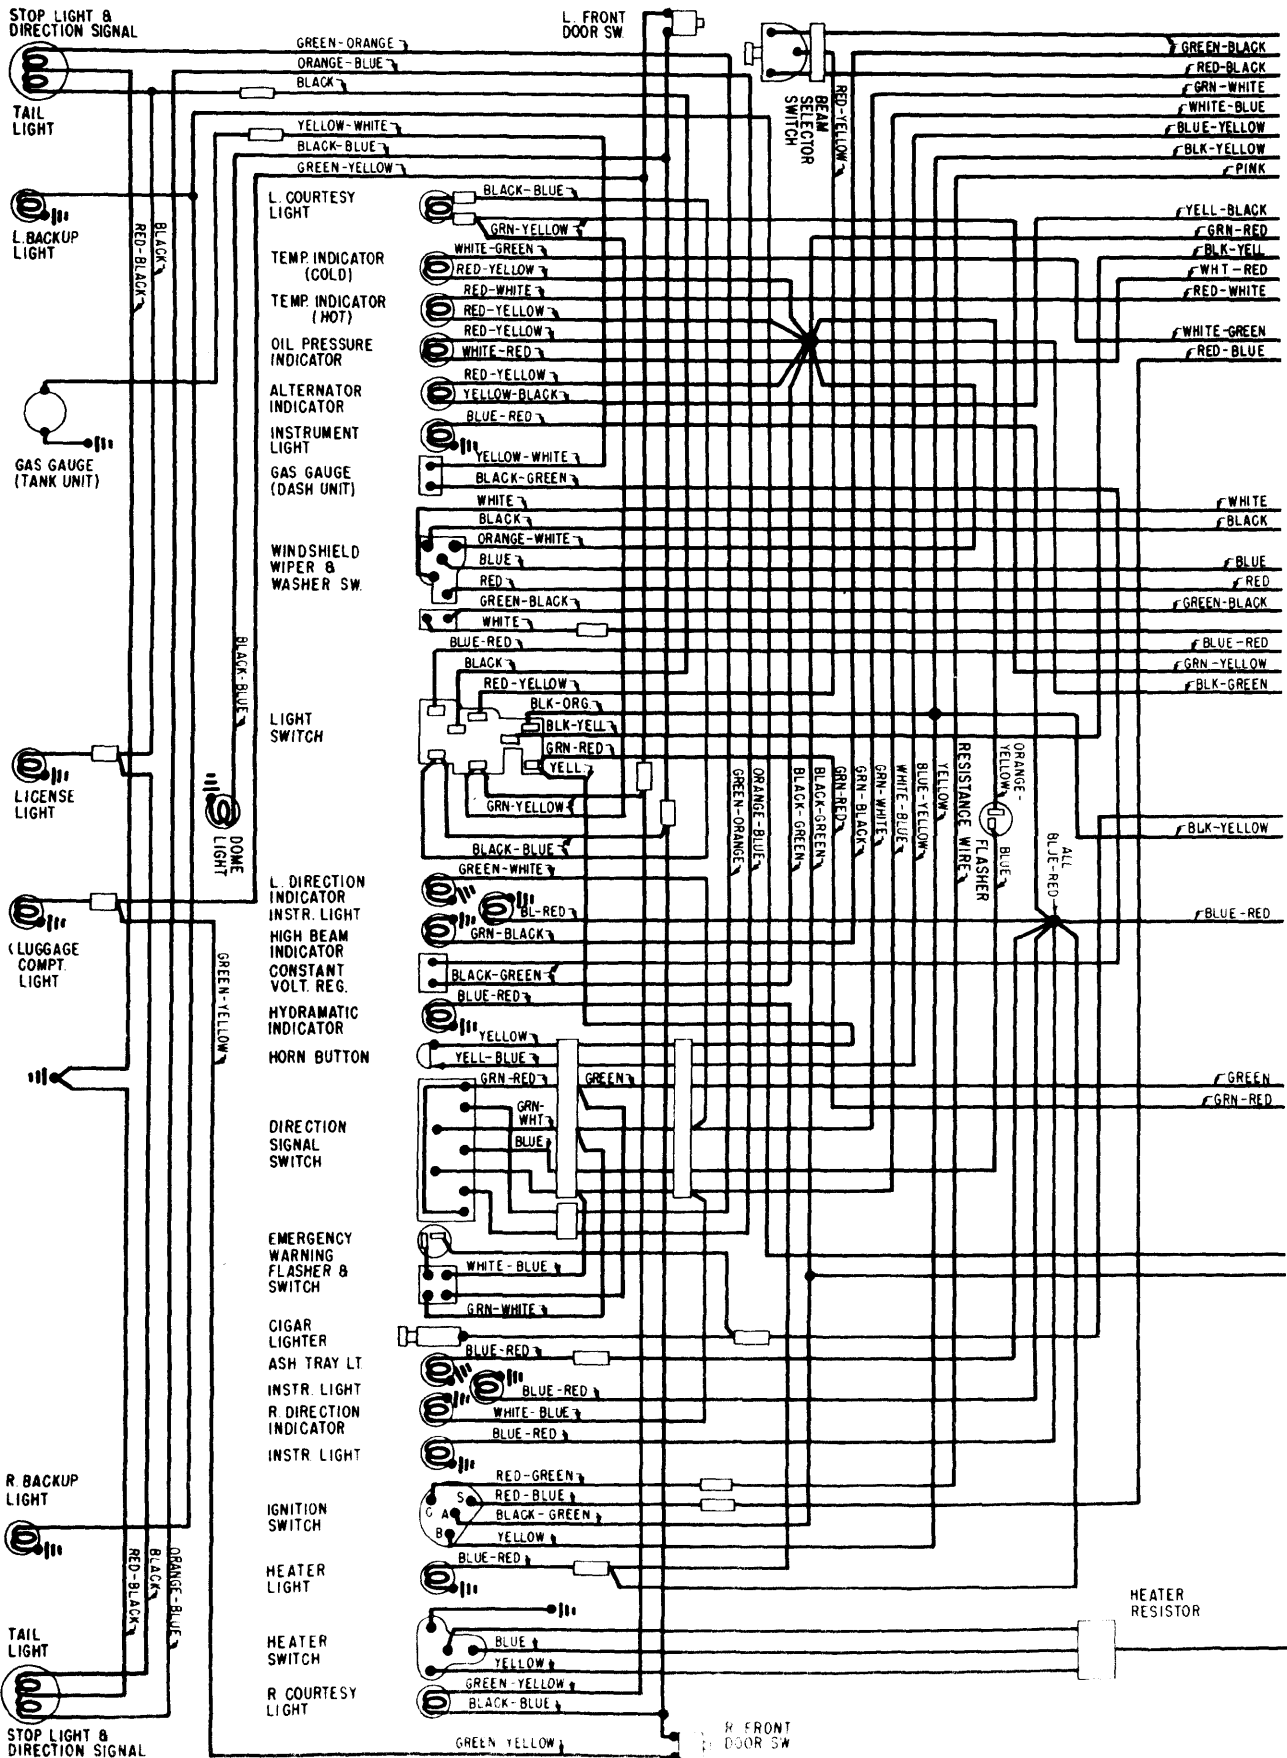 STOP LIGHT &
DIRECTION SIGNAL
TAIL
LIGHT
GREEN-ORANGE
ORANGE-BLUE
BLACK
YELLOW-WHITE
BLACK-BLUE
GREEN-YELLOW
L. FRONT
DOOR SW.
BEAM
SELECTOR
SWITCH
RED-YELLOW
GREEN-BLACK
RED-BLACK
GRN-WHITE
WHITE-BLUE
BLUE-YELLOW
BLK-YELLOW
PINK
YELL-BLACK
GRN-RED
BLK-YELL
WHT-RED
RED-WHITE
WHITE-GREEN
RED-BLUE
L. BACKUP
LIGHT
RED-BLACK
BLACK
L. COURTESY
LIGHT
BLACK-BLUE
GRN-YELLOW
TEMP. INDICATOR
(COLD)
WHITE-GREEN
RED-YELLOW
TEMP. INDICATOR
(HOT)
RED-WHITE
RED-YELLOW
OIL PRESSURE
INDICATOR
RED-YELLOW
WHITE-RED
ALTERNATOR
INDICATOR
RED-YELLOW
YELLOW-BLACK
INSTRUMENT
LIGHT
BLUE-RED
GAS GAUGE
(TANK UNIT)
GAS GAUGE
(DASH UNIT)
YELLOW-WHITE
BLACK-GREEN
WINDSHIELD
WIPER &
WASHER SW.
WHITE
BLACK
ORANGE-WHITE
BLUE
RED
GREEN-BLACK
WHITE
WHITE
BLACK
BLUE
RED
GREEN-BLACK
BLUE-RED
GRN-YELLOW
BLK-GREEN
BLACK-BLUE
LIGHT
SWITCH
BLUE-RED
BLACK
RED-YELLOW
BLK-ORG.
BLK-YELL
GRN-RED
YELL
GRN-YELLOW
BLACK-BLUE
GREEN-ORANGE
ORANGE-BLUE
BLACK-GREEN
BLACK-GREEN
GRN-RED
GRN-BLACK
GRN-WHITE
WHITE-BLUE
BLUE-YELLOW
YELLOW
RESISTANCE WIRE
ORANGE-
YELLOW
BLUE
FLASHER
ALL
BLUE-RED
BLK-YELLOW
BLUE-RED
LICENSE
LIGHT
DOME
LIGHT
LUGGAGE
COMPT.
LIGHT
GREEN-YELLOW
L. DIRECTION
INDICATOR
INSTR. LIGHT
GREEN-WHITE
BL-RED
HIGH BEAM
INDICATOR
GRN-BLACK
CONSTANT
VOLT. REG.
BLACK-GREEN
HYDRAMATIC
INDICATOR
BLUE-RED
HORN BUTTON
YELLOW
YELL-BLUE
DIRECTION
SIGNAL
SWITCH
GRN-RED
GREEN
GRN-
WHT
BLUE
GREEN
GRN-RED
EMERGENCY
WARNING
FLASHER &
SWITCH
WHITE-BLUE
GRN-WHITE
CIGAR
LIGHTER
ASH TRAY LT.
BLUE-RED
INSTR. LIGHT
BLUE-RED
R. DIRECTION
INDICATOR
WHITE-BLUE
INSTR. LIGHT
BLUE-RED
R. BACKUP
LIGHT
IGNITION
SWITCH
C
S
A
B
RED-GREEN
RED-BLUE
BLACK-GREEN
YELLOW
HEATER
LIGHT
BLUE-RED
RED-BLACK
BLACK
ORANGE-BLUE
HEATER
RESISTOR
HEATER
SWITCH
BLUE
YELLOW
R COURTESY
LIGHT
GREEN-YELLOW
BLACK-BLUE
TAIL
LIGHT
STOP LIGHT &
DIRECTION SIGNAL
GREEN YELLOW
R FRONT
DOOR SW